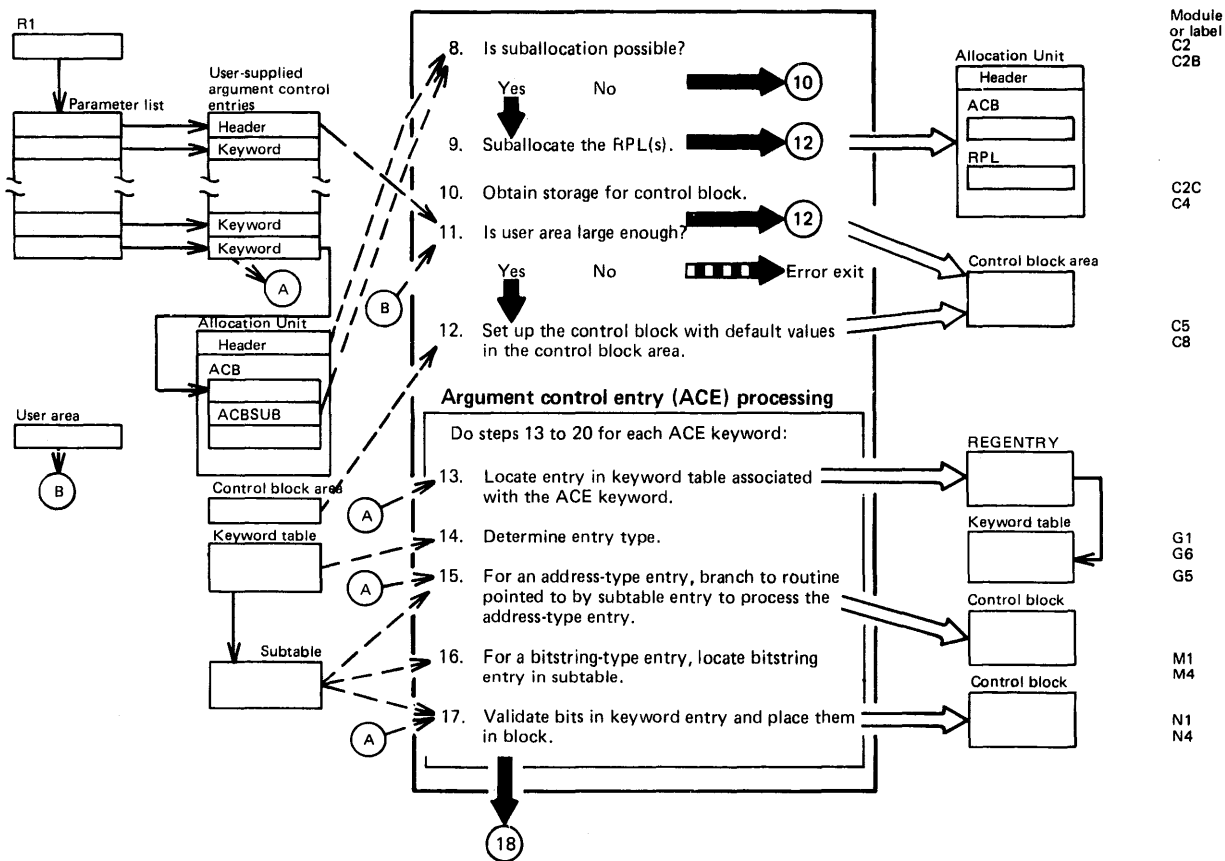 R1
Parameter list
User-supplied
argument control
entries
Header
Keyword
Keyword
Keyword
A
Allocation Unit
Header
ACB
ACBSUB
User area
B
Control block area
Keyword table
Subtable
B
A
A
A
8. Is suballocation possible?
Yes No 10
9. Suballocate the RPL(s). 12
10. Obtain storage for control block.
12
11. Is user area large enough?
Yes No Error exit
12. Set up the control block with default values
in the control block area.
Argument control entry (ACE) processing
Do steps 13 to 20 for each ACE keyword:
13. Locate entry in keyword table associated
with the ACE keyword.
14. Determine entry type.
15. For an address-type entry, branch to routine
pointed to by subtable entry to process the
address-type entry.
16. For a bitstring-type entry, locate bitstring
entry in subtable.
17. Validate bits in keyword entry and place them
in block.
18
Allocation Unit
Header
ACB
RPL
Control block area
REGENTRY
Keyword table
Control block
Control block
Module
or label
C2
C2B
C2C
C4
C5
C8
G1
G6
G5
M1
M4
N1
N4